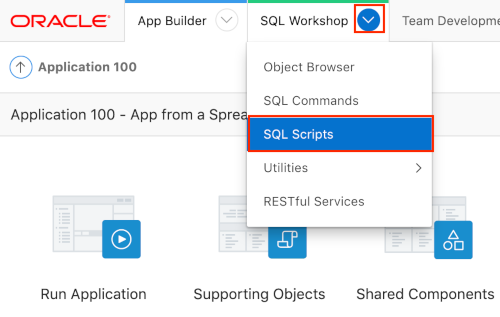 ORACLE
App Builder
SQL Workshop
Team Developm
Application 100
Application 100 - App from a Sprea
Object Browser
SQL Commands
SQL Scripts
Utilities
RESTful Services
Run Application
Supporting Objects
Shared Components